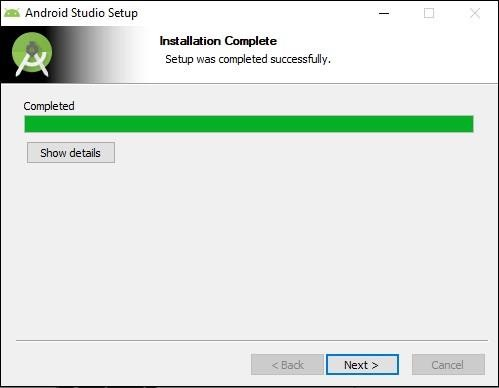 Android Studio Setup
Installation Complete
Setup was completed successfully.
Completed
Show details
< Back Next > Cancel